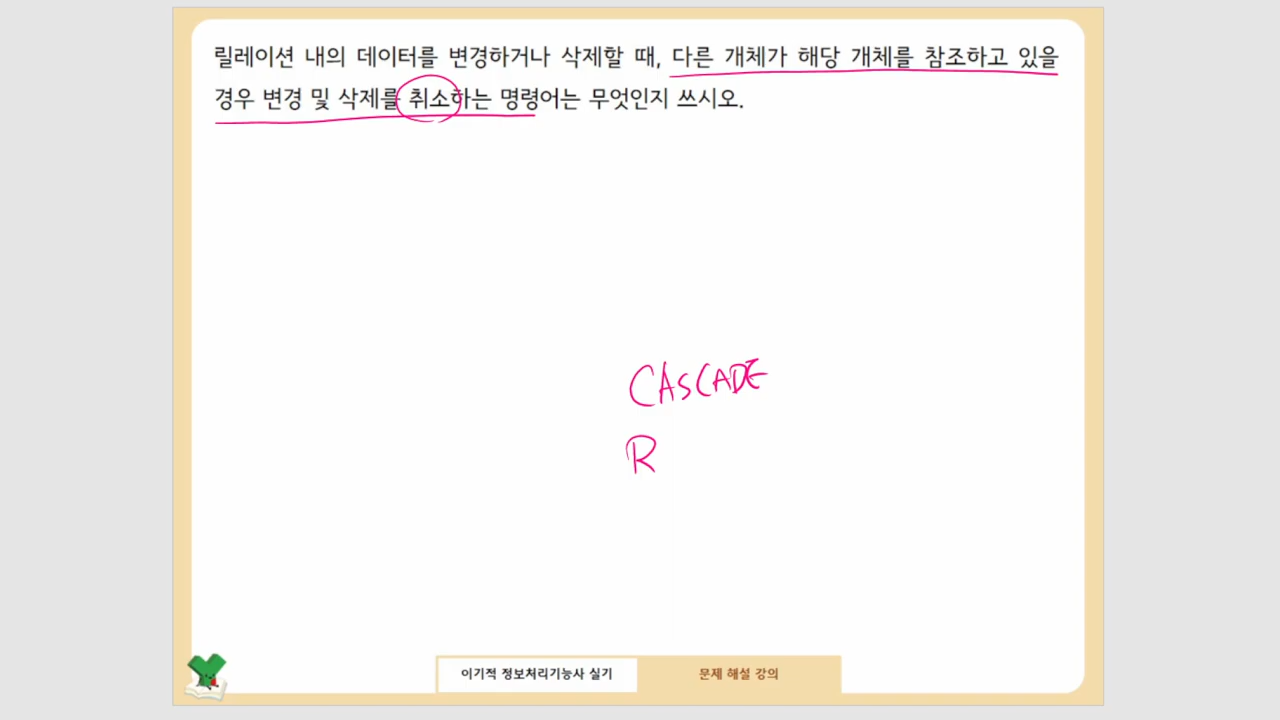 릴레이션 내의 데이터를 변경하거나 삭제할 때, 다른 개체가 해당 개체를 참조하고 있을
경우 변경 및 삭제를 취소하는 명령어는 무엇인지 쓰시오.
CASCADE
R
이기적 정보처리기능사 실기
문제 해설 강의